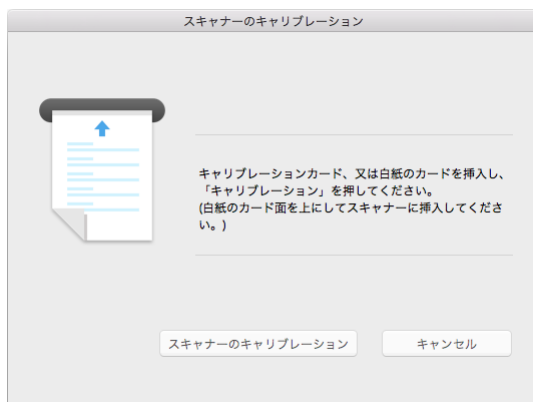 スキャナーのキャリブレーション
キャリブレーションカード、又は白紙のカードを挿入し、
「キャリブレーション」を押してください。
(白紙のカード面を上にしてスキャナーに挿入してくださ
い。)
スキャナーのキャリブレーション
キャンセル